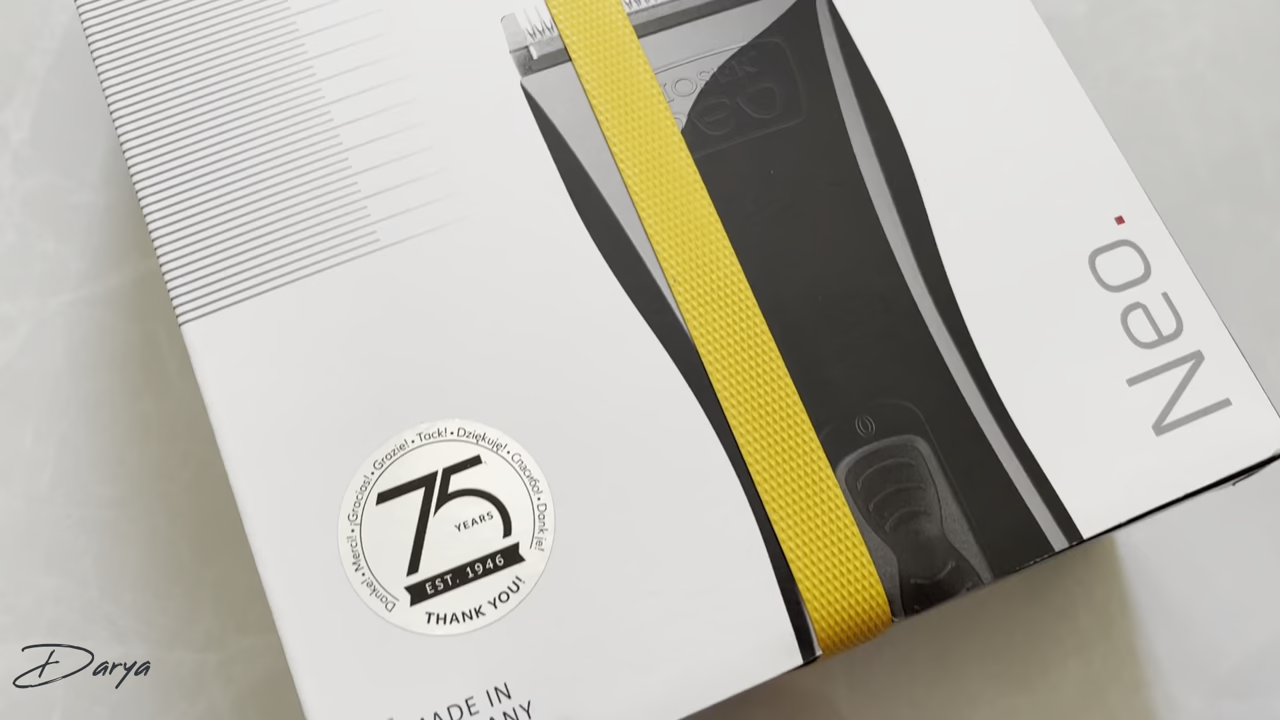 Neo.
Danke! • Merci! • ¡Gracias! • Grazie! • Tack! • Dziękuję! • Спасибо! • Dank je!
75
YEARS
EST. 1946
THANK YOU!
MADE IN
Darya